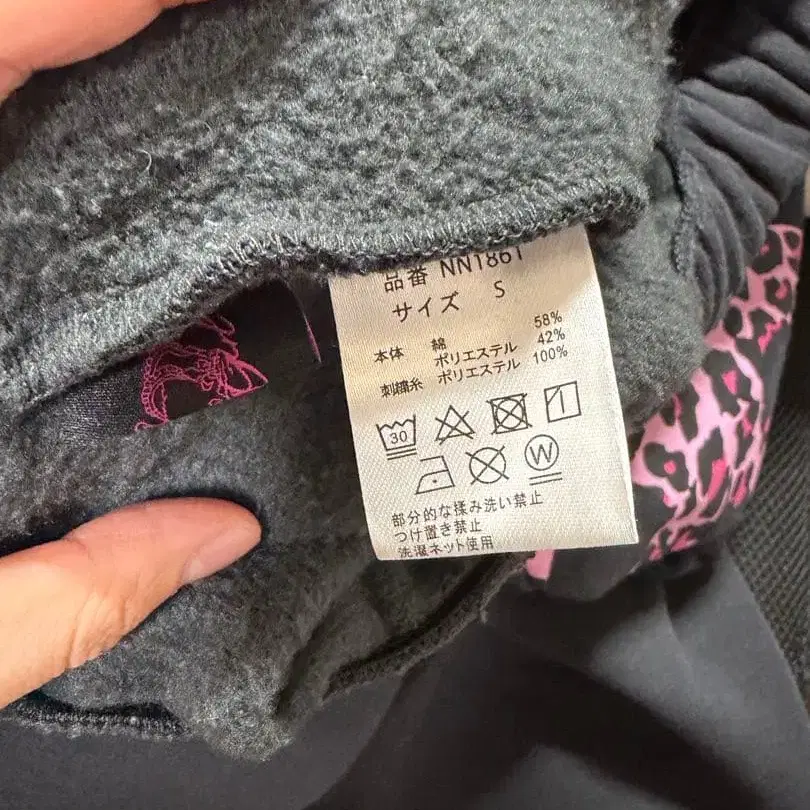 品番 NN1861
サイズ S
本体 綿 58%
ポリエステル 42%
刺繍糸 ポリエステル 100%
30
W
部分的な揉み洗い禁止
つけ置き禁止
洗濯ネット使用